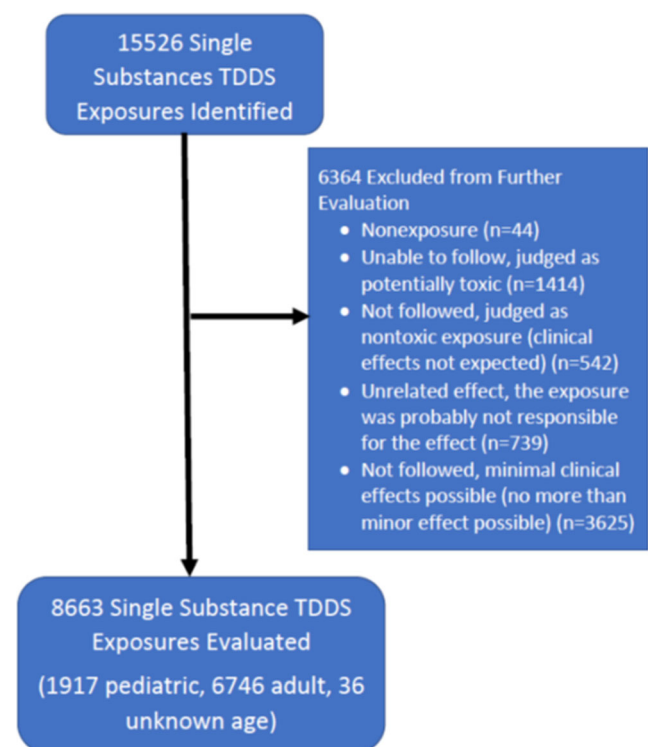 15526 Single
Substances TDDS
Exposures Identified
6364 Excluded from Further
Evaluation
• Nonexposure (n=44)
• Unable to follow, judged as
potentially toxic (n=1414)
• Not followed, judged as
nontoxic exposure (clinical
effects not expected) (n=542)
• Unrelated effect, the exposure
was probably not responsible
for the effect (n=739)
• Not followed, minimal clinical
effects possible (no more than
minor effect possible) (n=3625)
8663 Single Substance TDDS
Exposures Evaluated
(1917 pediatric, 6746 adult, 36
unknown age)